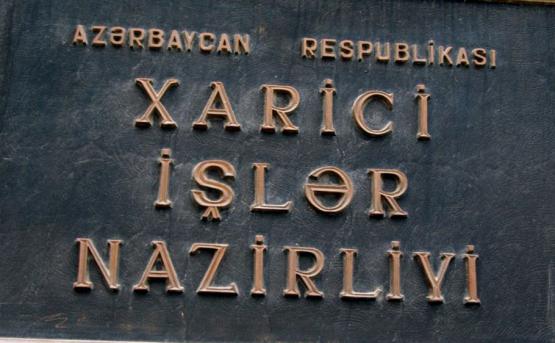 AZƏRBAYCAN RESPUBLİKASI
XARİCİ
İŞLƏR
NAZİRLİYİ